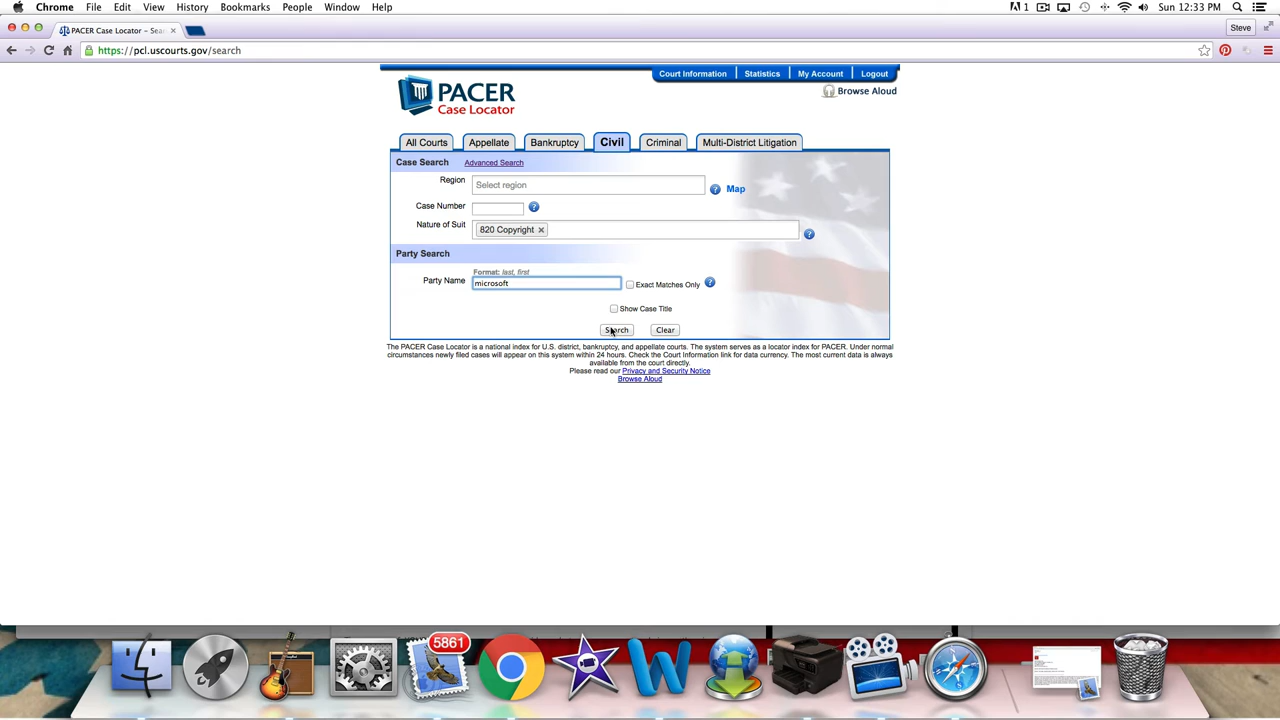 Chrome File Edit View History Bookmarks People Window Help 1 Sun 12:33 PM
PACER Case Locator – Sea Steve
https://pcl.uscourts.gov/search
Court Information Statistics My Account Logout
PACER
Case Locator
Browse Aloud
All Courts Appellate Bankruptcy Civil Criminal Multi-District Litigation
Case Search Advanced Search
Region Select region ? Map
Case Number ?
Nature of Suit 820 Copyright × ?
Party Search
Format: last, first
Party Name microsoft Exact Matches Only ?
Show Case Title
Search Clear
The PACER Case Locator is a national index for U.S. district, bankruptcy, and appellate courts. The system serves as a locator index for PACER. Under normal
circumstances newly filed cases will appear on this system within 24 hours. Check the Court Information link for data currency. The most current data is always
available from the court directly.
Please read our Privacy and Security Notice
Browse Aloud
5861
W